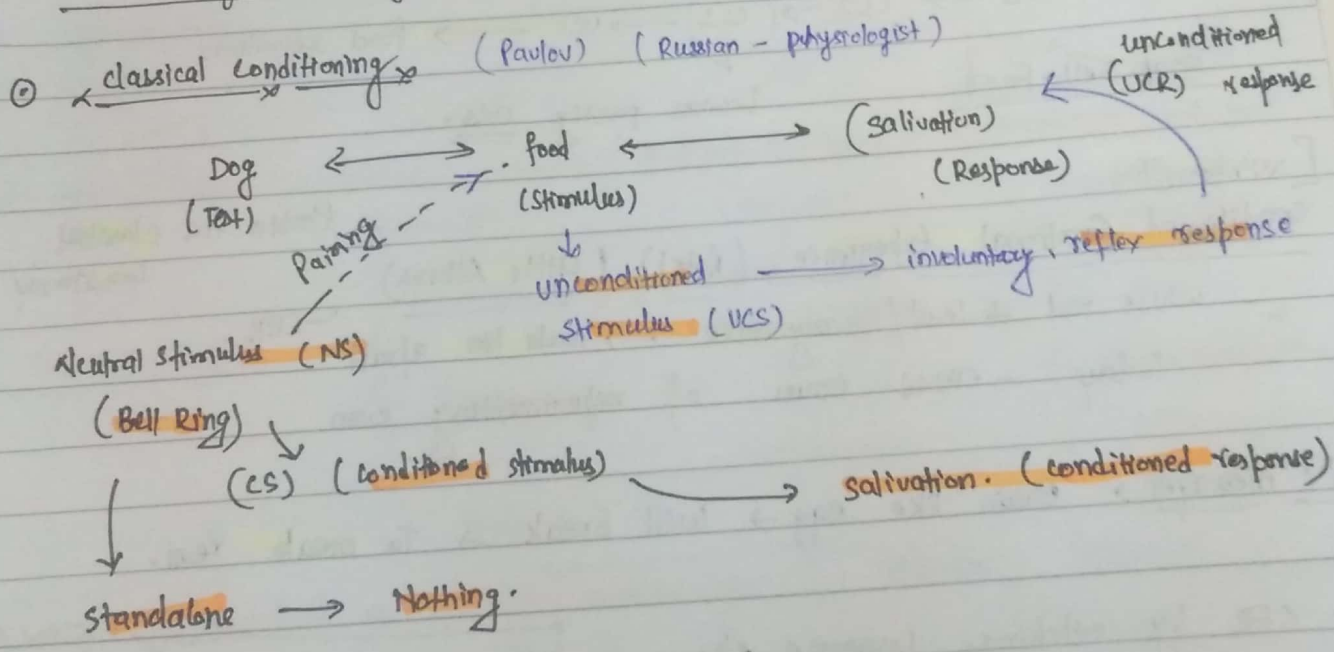 classical conditioning (Pavlov) (Russian - physiologist)
unconditioned
(UCR) response
Dog food (Salivation)
(Test) (Stimulus) (Response)
Pairing
unconditioned involuntary, reflex response
stimulus (UCS)
Neutral stimulus (NS)
(Bell Ring)
(CS) (conditioned stimulus) salivation. (conditioned response)
Standalone Nothing.